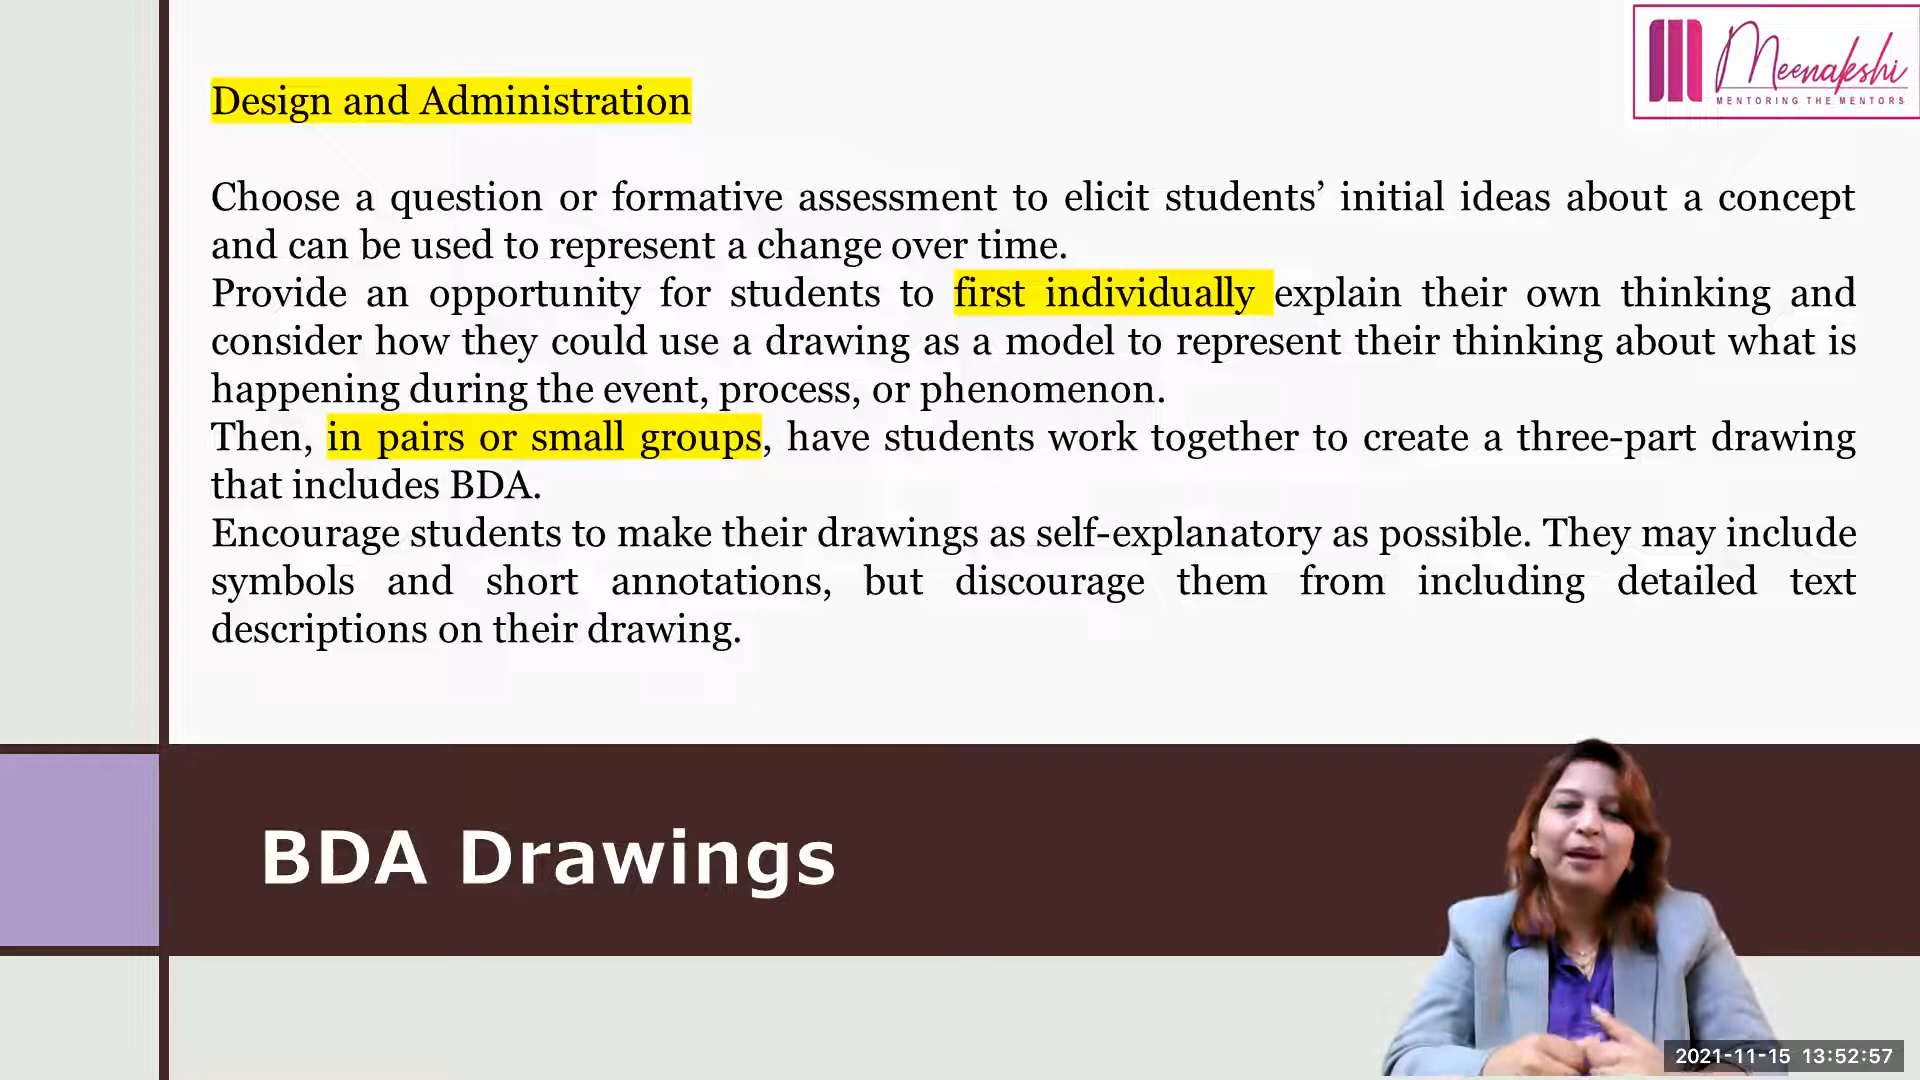 Meenakshi
MENTORING THE MENTORS
Design and Administration
Choose a question or formative assessment to elicit students’ initial ideas about a concept
and can be used to represent a change over time.
Provide an opportunity for students to first individually explain their own thinking and
consider how they could use a drawing as a model to represent their thinking about what is
happening during the event, process, or phenomenon.
Then, in pairs or small groups, have students work together to create a three-part drawing
that includes BDA.
Encourage students to make their drawings as self-explanatory as possible. They may include
symbols and short annotations, but discourage them from including detailed text
descriptions on their drawing.
BDA Drawings
2021-11-15 13:52:57